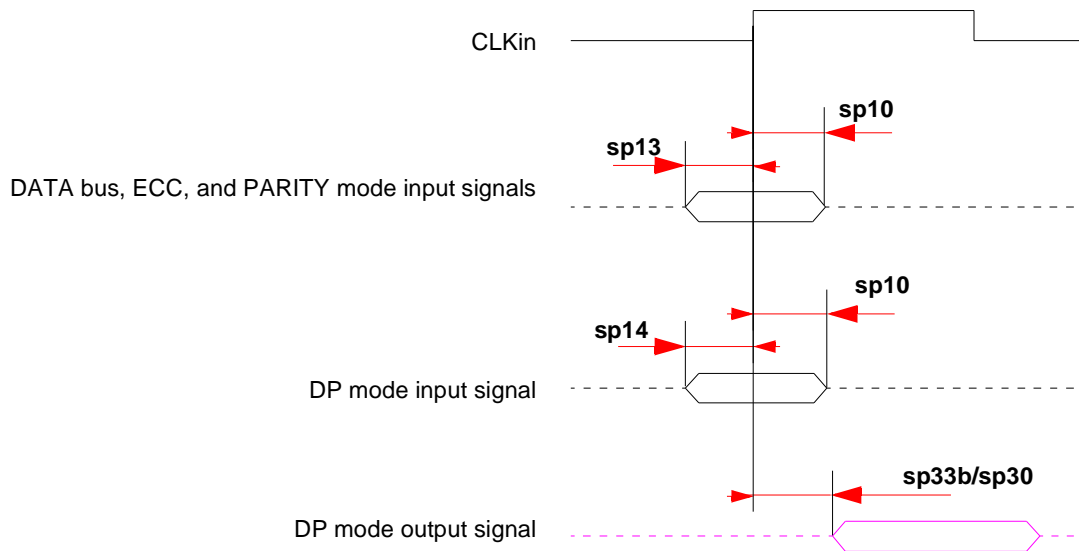 CLKin
sp10
sp13
DATA bus, ECC, and PARITY mode input signals
sp10
sp14
DP mode input signal
sp33b/sp30
DP mode output signal